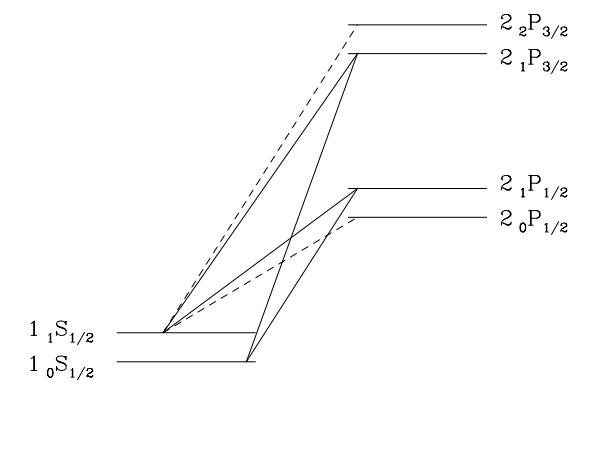 2 ₂P₃/₂
2 ₁P₃/₂
2 ₁P₁/₂
2 ₀P₁/₂
1 ₁S₁/₂
1 ₀S₁/₂